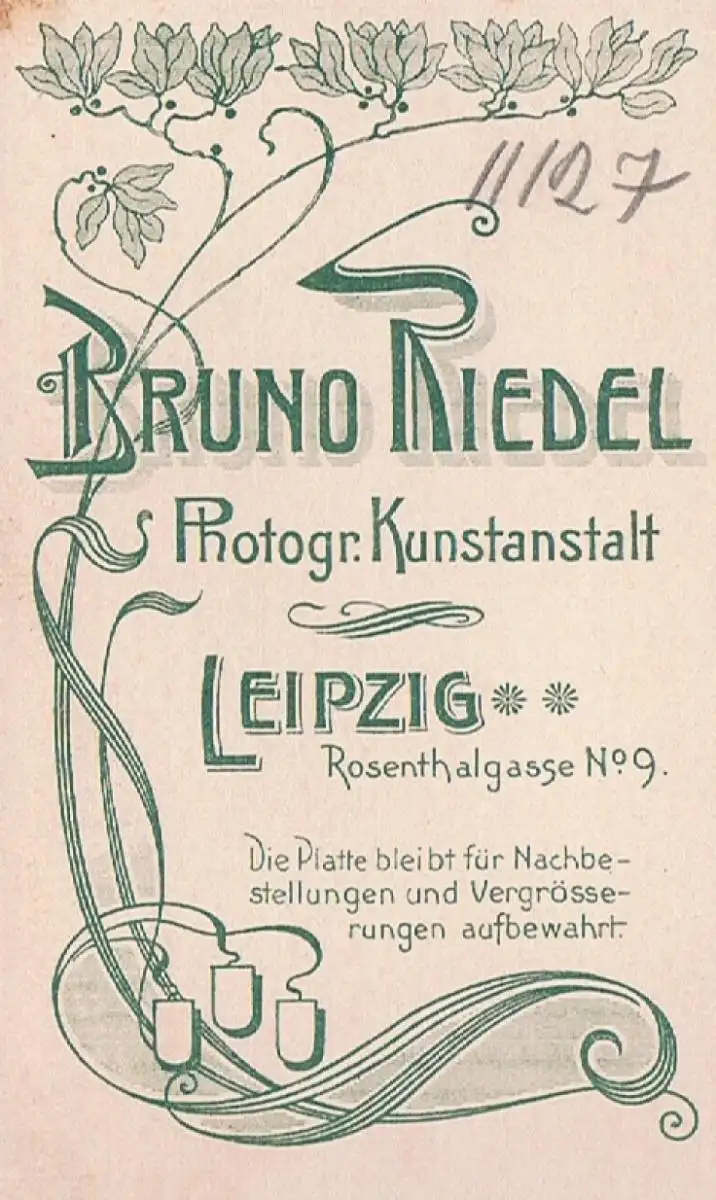 11127
BRUNO RIEDEL
Photogr. Kunstanstalt
LEIPZIG
Rosenthalgasse No 9.
Die Platte bleibt für Nachbe-
stellungen und Vergrösse-
rungen aufbewahrt.